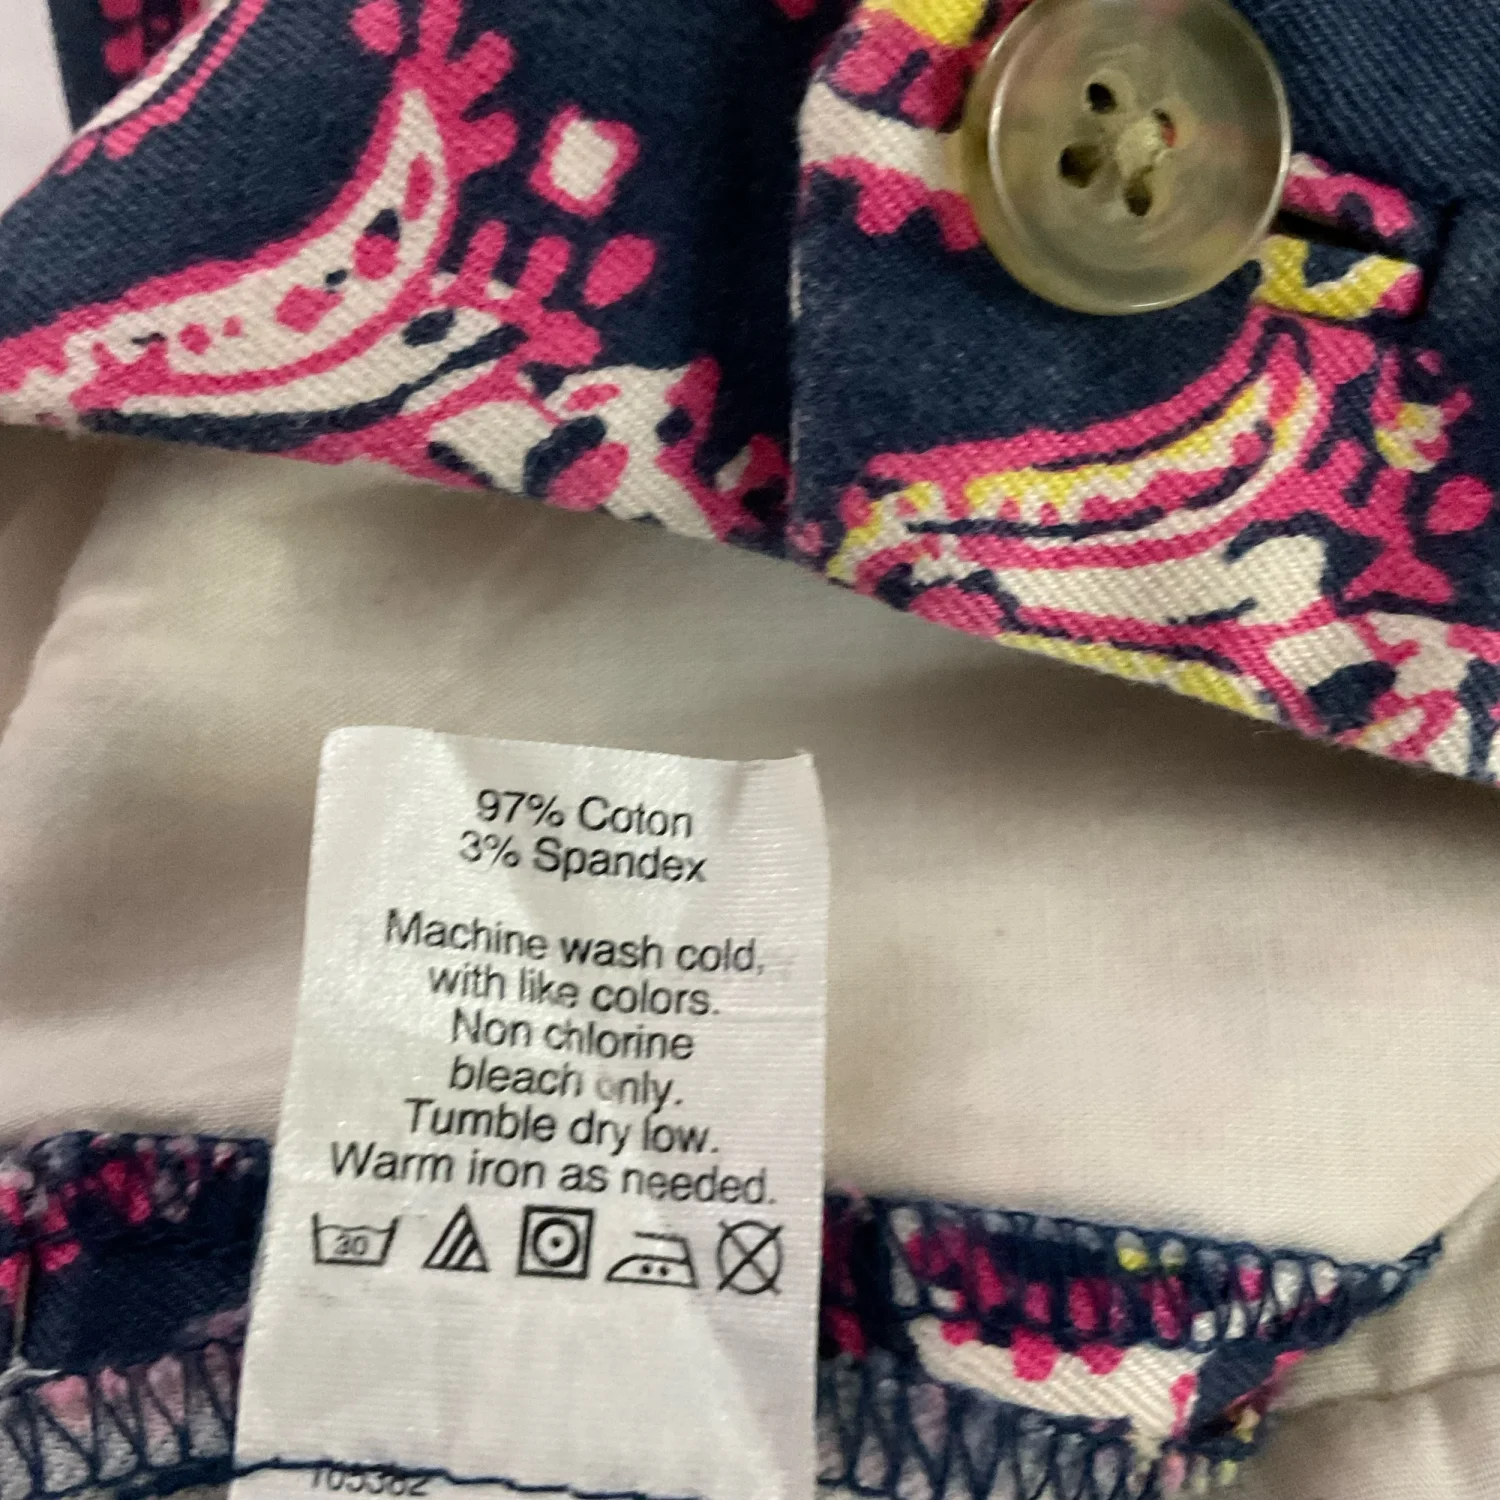 97% Coton
3% Spandex
Machine wash cold,
with like colors.
Non chlorine
bleach only.
Tumble dry low.
Warm iron as needed.
30